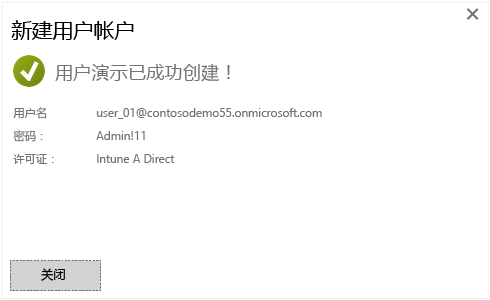 新建用户帐户
用户演示已成功创建！
用户名 user_01@contosodemo55.onmicrosoft.com
密码： Admin!11
许可证： Intune A Direct
关闭